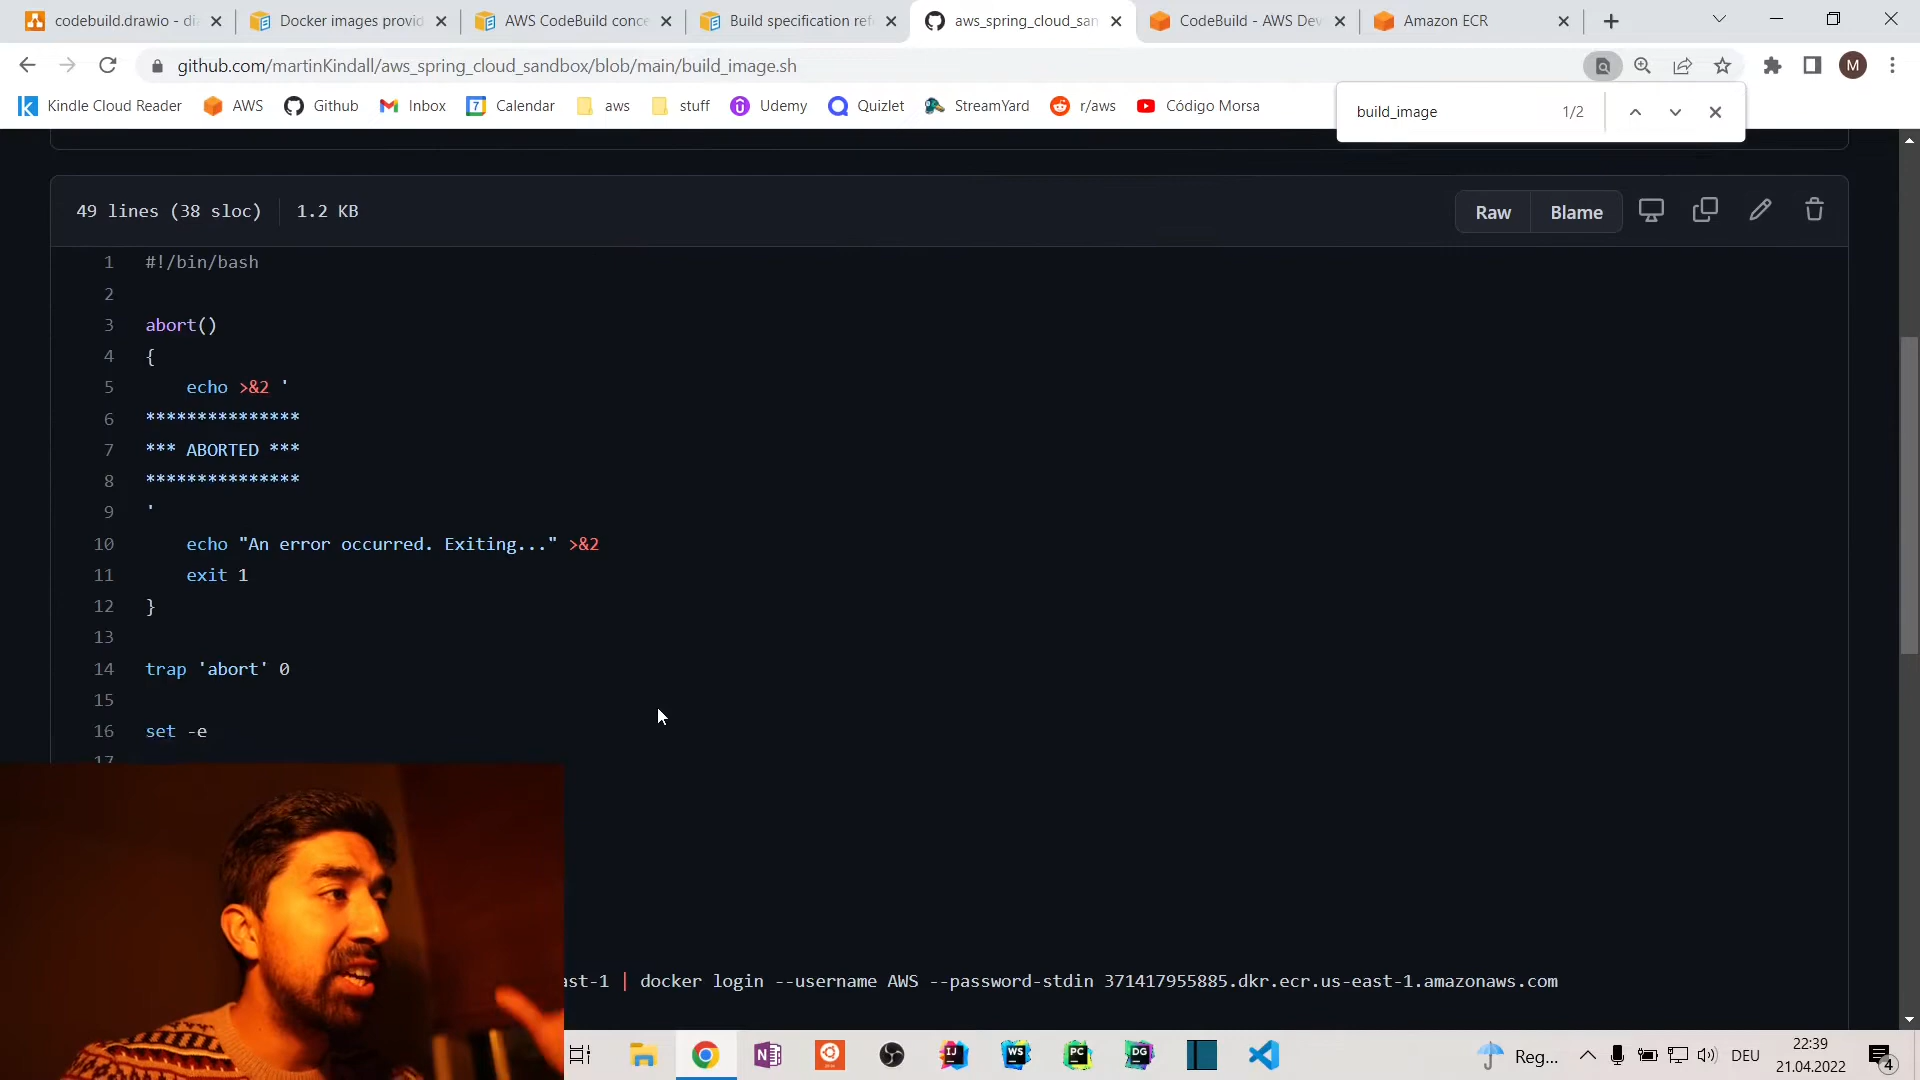 codebuild.drawio - di
Docker images provid
AWS CodeBuild conce
Build specification ref
aws_spring_cloud_san
CodeBuild - AWS Dev
Amazon ECR
github.com/martinKindall/aws_spring_cloud_sandbox/blob/main/build_image.sh
M
Kindle Cloud Reader
AWS
Github
Inbox
Calendar
aws
stuff
Udemy
Quizlet
StreamYard
r/aws
Código Morsa
build_image
1/2
49 lines (38 sloc)
1.2 KB
Raw
Blame
1 #!/bin/bash
2
3 abort()
4 {
5 echo >&2 '
6 ***************
7 *** ABORTED ***
8 ***************
9 '
10 echo "An error occurred. Exiting..." >&2
11 exit 1
12 }
13
14 trap 'abort' 0
15
16 set -e
17
ast-1 | docker login --username AWS --password-stdin 371417955885.dkr.ecr.us-east-1.amazonaws.com
Reg...
DEU
22:39
21.04.2022
4